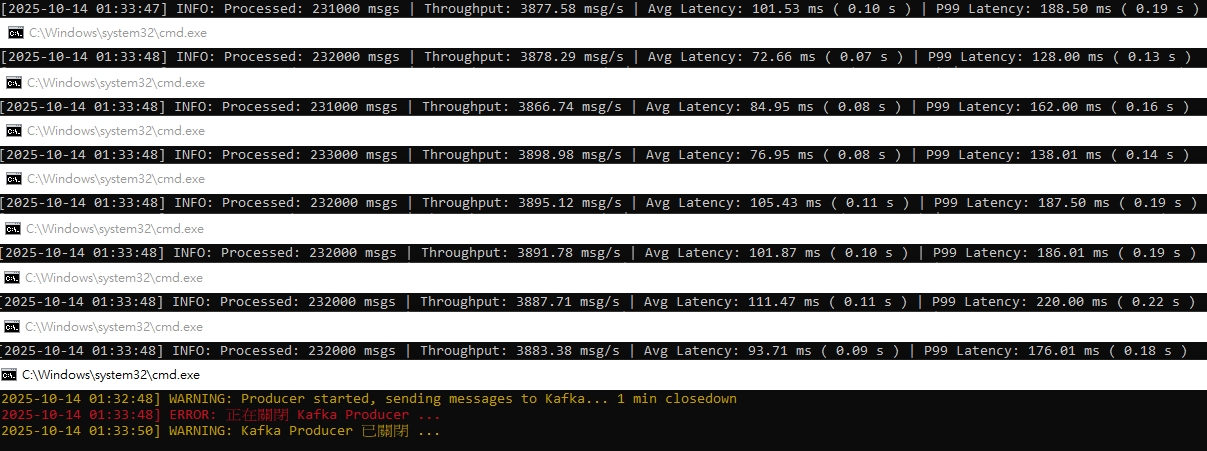 [2025-10-14 01:33:47] INFO: Processed: 231000 msgs | Throughput: 3877.58 msg/s | Avg Latency: 101.53 ms ( 0.10 s ) | P99 Latency: 188.50 ms ( 0.19 s )
C:\Windows\system32\cmd.exe
[2025-10-14 01:33:48] INFO: Processed: 232000 msgs | Throughput: 3878.29 msg/s | Avg Latency: 72.66 ms ( 0.07 s ) | P99 Latency: 128.00 ms ( 0.13 s )
C:\Windows\system32\cmd.exe
[2025-10-14 01:33:48] INFO: Processed: 231000 msgs | Throughput: 3866.74 msg/s | Avg Latency: 84.95 ms ( 0.08 s ) | P99 Latency: 162.00 ms ( 0.16 s )
C:\Windows\system32\cmd.exe
[2025-10-14 01:33:48] INFO: Processed: 233000 msgs | Throughput: 3898.98 msg/s | Avg Latency: 76.95 ms ( 0.08 s ) | P99 Latency: 138.01 ms ( 0.14 s )
C:\Windows\system32\cmd.exe
[2025-10-14 01:33:48] INFO: Processed: 232000 msgs | Throughput: 3895.12 msg/s | Avg Latency: 105.43 ms ( 0.11 s ) | P99 Latency: 187.50 ms ( 0.19 s )
C:\Windows\system32\cmd.exe
[2025-10-14 01:33:48] INFO: Processed: 232000 msgs | Throughput: 3891.78 msg/s | Avg Latency: 101.87 ms ( 0.10 s ) | P99 Latency: 186.01 ms ( 0.19 s )
C:\Windows\system32\cmd.exe
[2025-10-14 01:33:48] INFO: Processed: 232000 msgs | Throughput: 3887.71 msg/s | Avg Latency: 111.47 ms ( 0.11 s ) | P99 Latency: 220.00 ms ( 0.22 s )
C:\Windows\system32\cmd.exe
[2025-10-14 01:33:48] INFO: Processed: 232000 msgs | Throughput: 3883.38 msg/s | Avg Latency: 93.71 ms ( 0.09 s ) | P99 Latency: 176.01 ms ( 0.18 s )
C:\Windows\system32\cmd.exe
2025-10-14 01:32:48] WARNING: Producer started, sending messages to Kafka... 1 min closedown
2025-10-14 01:33:48] ERROR: 正在關閉 Kafka Producer ...
2025-10-14 01:33:50] WARNING: Kafka Producer 已關閉 ...